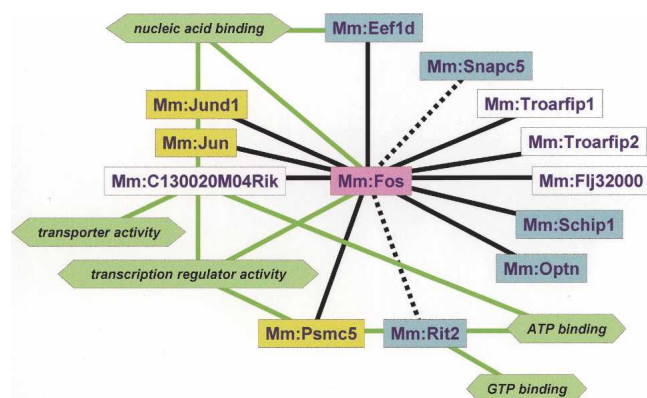 nucleic acid binding
Mm:Eef1d
Mm:Snapc5
Mm:Jund1
Mm:Troarfip1
Mm:Jun
Mm:Troarfip2
Mm:C130020M04Rik
Mm:Fos
Mm:Flj32000
Mm:Schip1
transporter activity
Mm:Optn
transcription regulator activity
Mm:Psmc5
Mm:Rit2
ATP binding
GTP binding